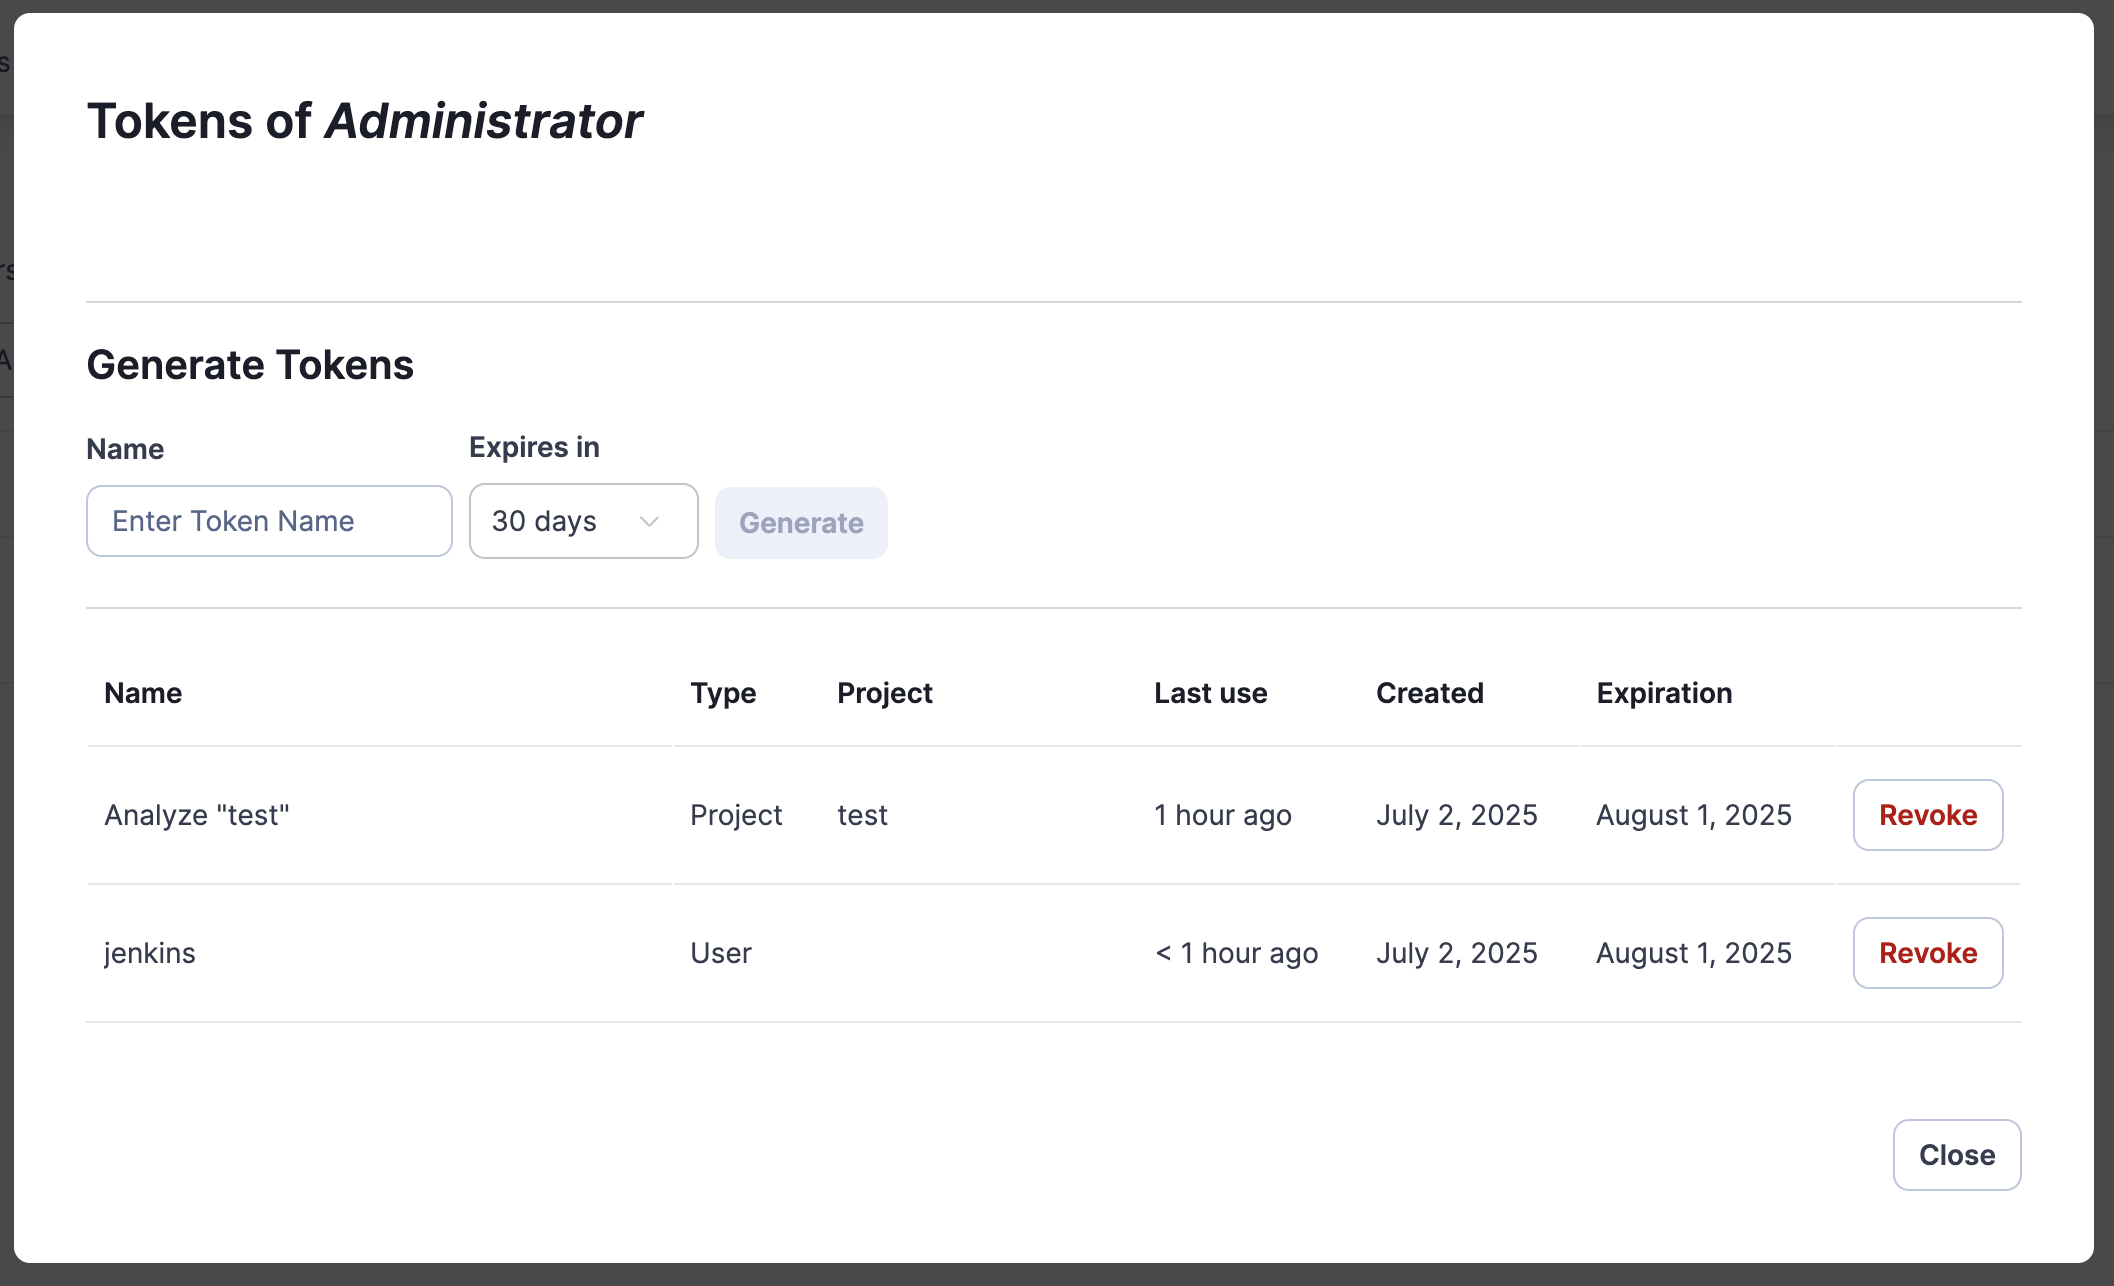 Tokens of Administrator
Generate Tokens
Name Expires in
Enter Token Name 30 days Generate
Name Type Project Last use Created Expiration
Analyze "test" Project test 1 hour ago July 2, 2025 August 1, 2025 Revoke
jenkins User < 1 hour ago July 2, 2025 August 1, 2025 Revoke
Close